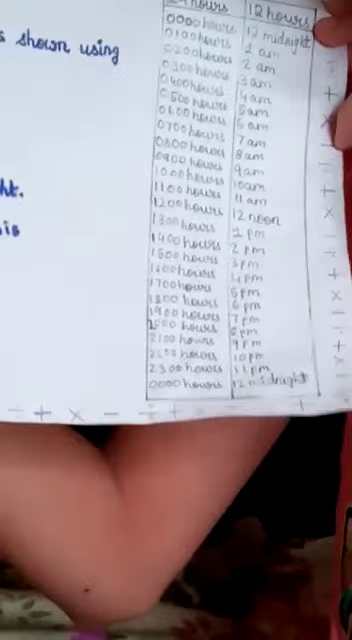 24 hours 12 hours
0000 hours 12 midnight
0100 hours 1 am
s shown using
0200 hours 2 am
0300 hours 3 am
0400 hours 4 am
0500 hours 5 am
0600 hours 6 am
0700 hours 7 am
0800 hours 8 am
0900 hours 9 am
1000 hours 10 am
ht.
1100 hours 11 am
1200 hours 12 noon
is
1300 hours 1 pm
1400 hours 2 pm
1500 hours 3 pm
1600 hours 4 pm
1700 hours 5 pm
1800 hours 6 pm
1900 hours 7 pm
2000 hours 8 pm
2100 hours 9 pm
2200 hours 10 pm
2300 hours 11 pm
0000 hours 12 midnight